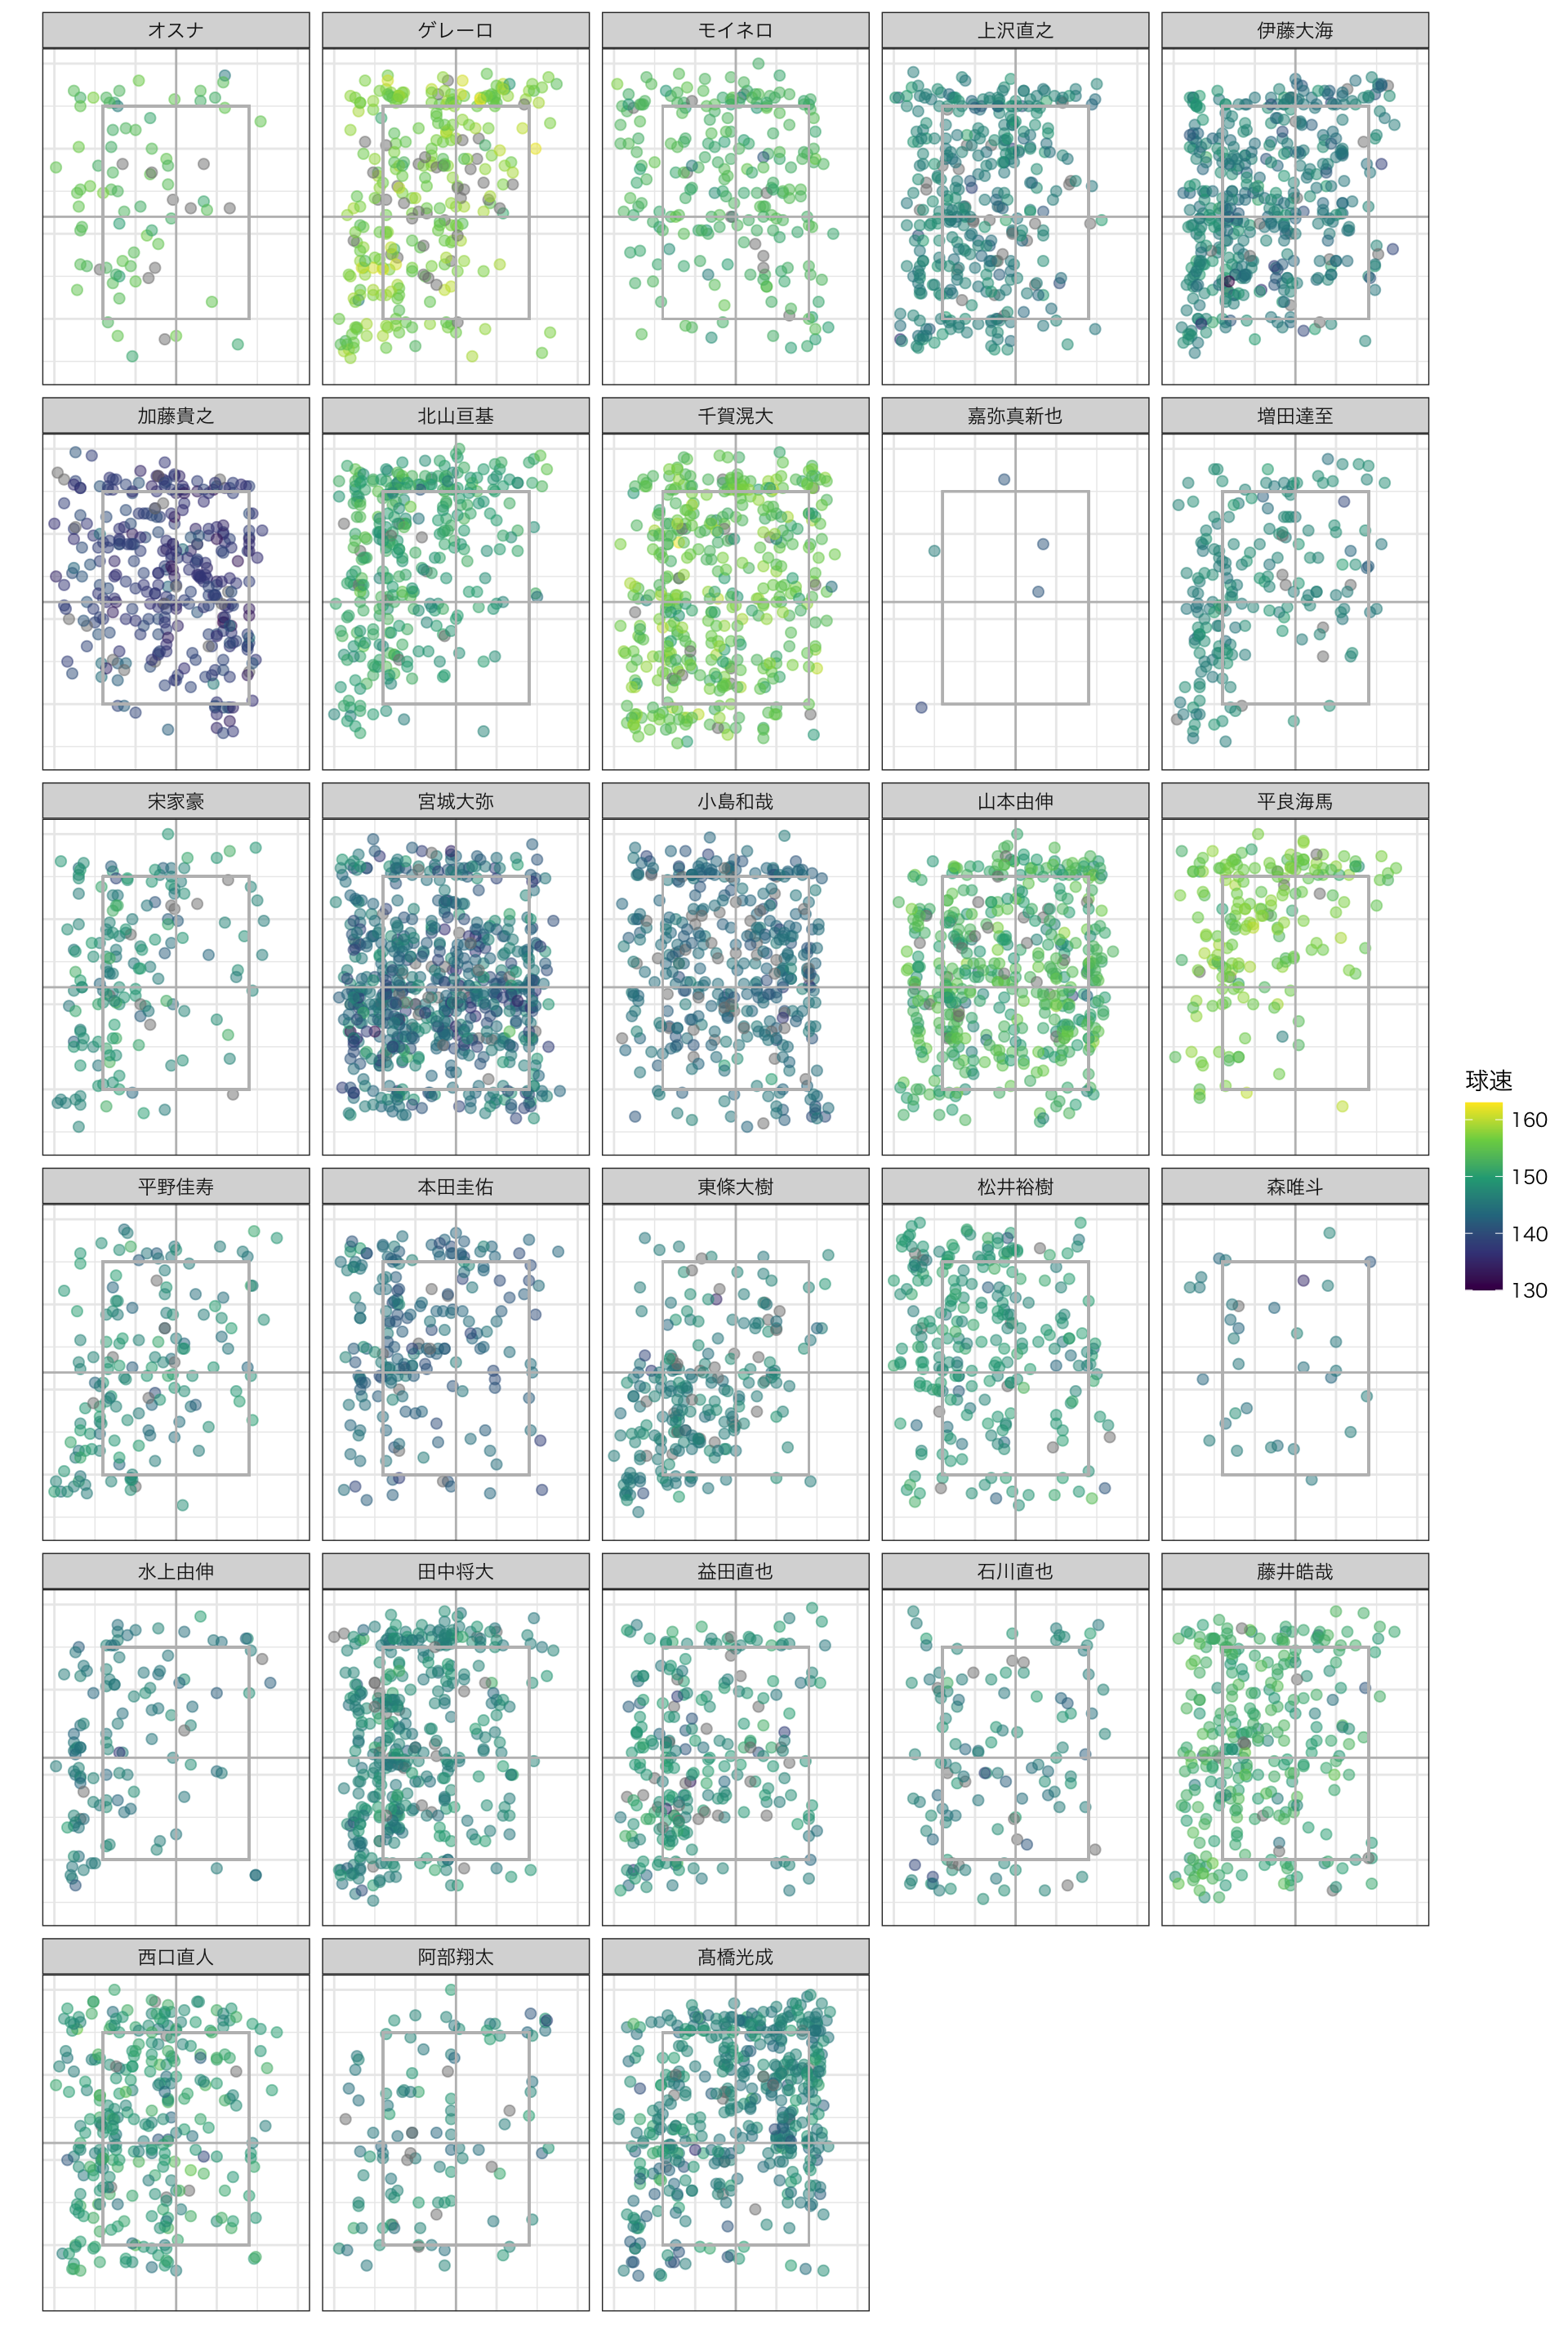 オスナ
ゲレーロ
モイネロ
上沢直之
伊藤大海
加藤貴之
北山亘基
千賀滉大
嘉弥真新也
増田達至
宋家豪
宮城大弥
小島和哉
山本由伸
平良海馬
球速
160
150
140
130
平野佳寿
本田圭佑
東條大樹
松井裕樹
森唯斗
水上由伸
田中将大
益田直也
石川直也
藤井皓哉
西口直人
阿部翔太
髙橋光成